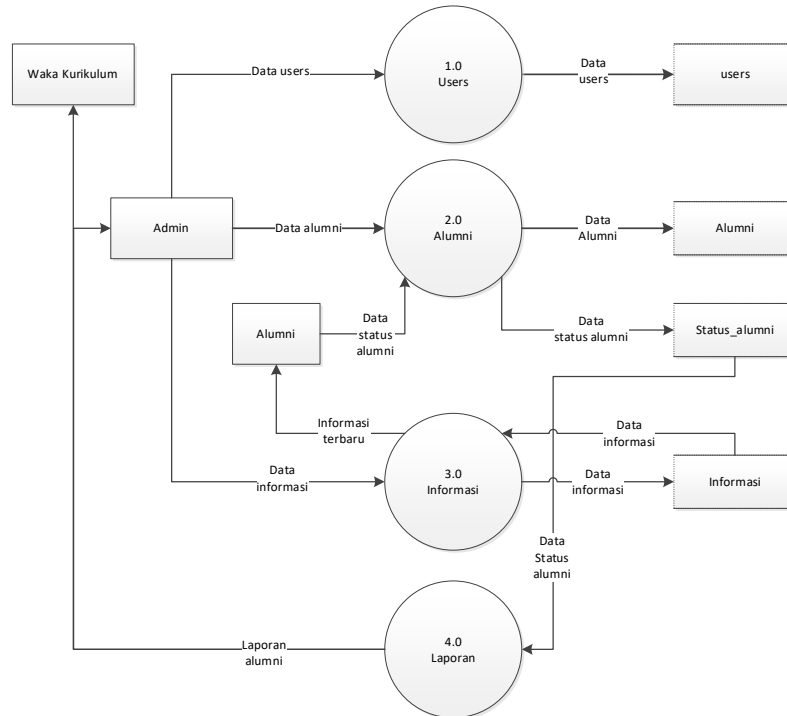 Waka Kurikulum
Data users
1.0
Users
Data
users
users
Admin
Data alumni
2.0
Alumni
Data
Alumni
Alumni
Alumni
Data
status
alumni
Data
status alumni
Status_alumni
Informasi
terbaru
Data
informasi
Data
informasi
3.0
Informasi
Data
informasi
Informasi
Data
Status
alumni
Laporan
alumni
4.0
Laporan